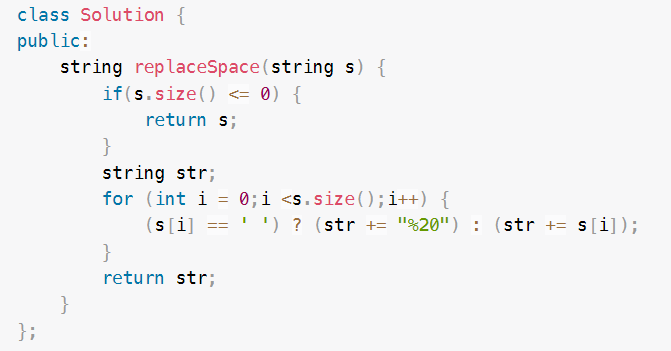 class Solution {
public:
    string replaceSpace(string s) {
        if(s.size() <= 0) {
            return s;
        }
        string str;
        for (int i = 0;i <s.size();i++) {
            (s[i] == ' ') ? (str += "%20") : (str += s[i]);
        }
        return str;
    }
};